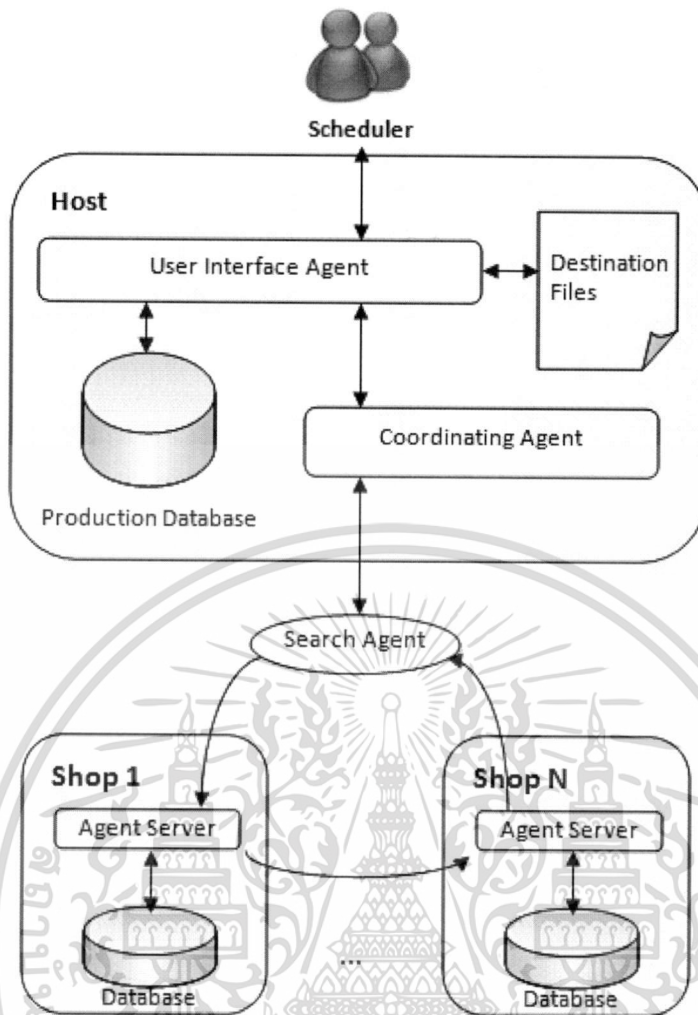 Scheduler
Host
User Interface Agent
Destination
Files
Coordinating Agent
Production Database
Search Agent
Shop 1
Agent Server
Database
...
Shop N
Agent Server
Database